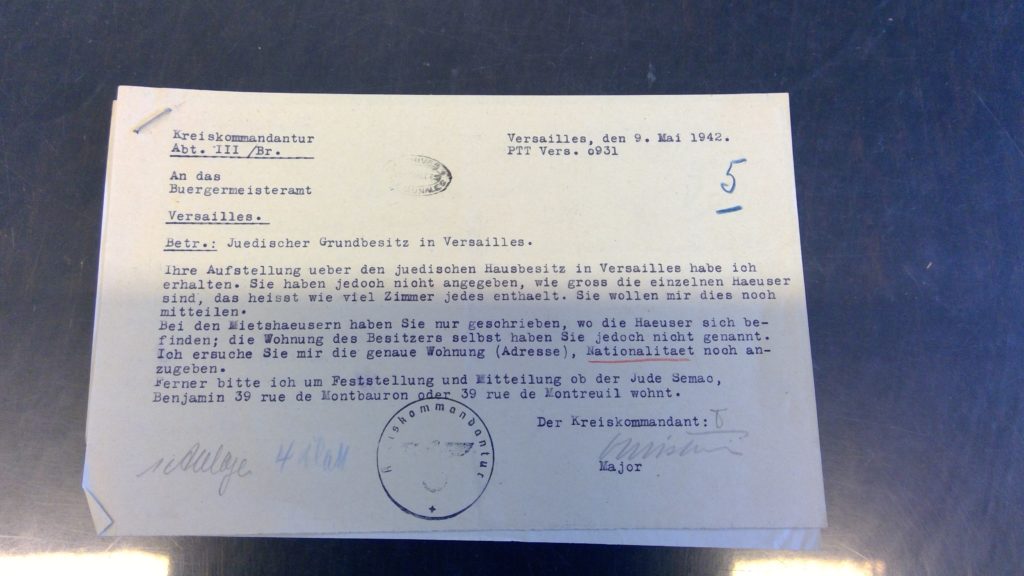 Kreiskommandantur
Abt. III /Br.
Versailles, den 9. Mai 1942.
PTT Vers. o931
An das
Buergermeisteramt
5
Versailles.
Betr.: Juedischer Grundbesitz in Versailles.
Ihre Aufstellung ueber den juedischen Hausbesitz in Versailles habe ich
erhalten. Sie haben jedoch nicht angegeben, wie gross die einzelnen Haeuser
sind, das heisst wie viel Zimmer jedes enthaelt. Sie wollen mir dies noch
mitteilen.
Bei den Mietshaeusern haben Sie nur geschrieben, wo die Haeuser sich be-
finden; die Wohnung des Besitzers selbst haben Sie jedoch nicht genannt.
Ich ersuche Sie mir die genaue Wohnung (Adresse), Nationalitaet noch an-
zugeben.
Ferner bitte ich um Feststellung und Mitteilung ob der Jude Semao,
Benjamin 39 rue de Montbauron oder 39 rue de Montreuil wohnt.
Der Kreiskommandant:
Major
Kreiskommandantur
4